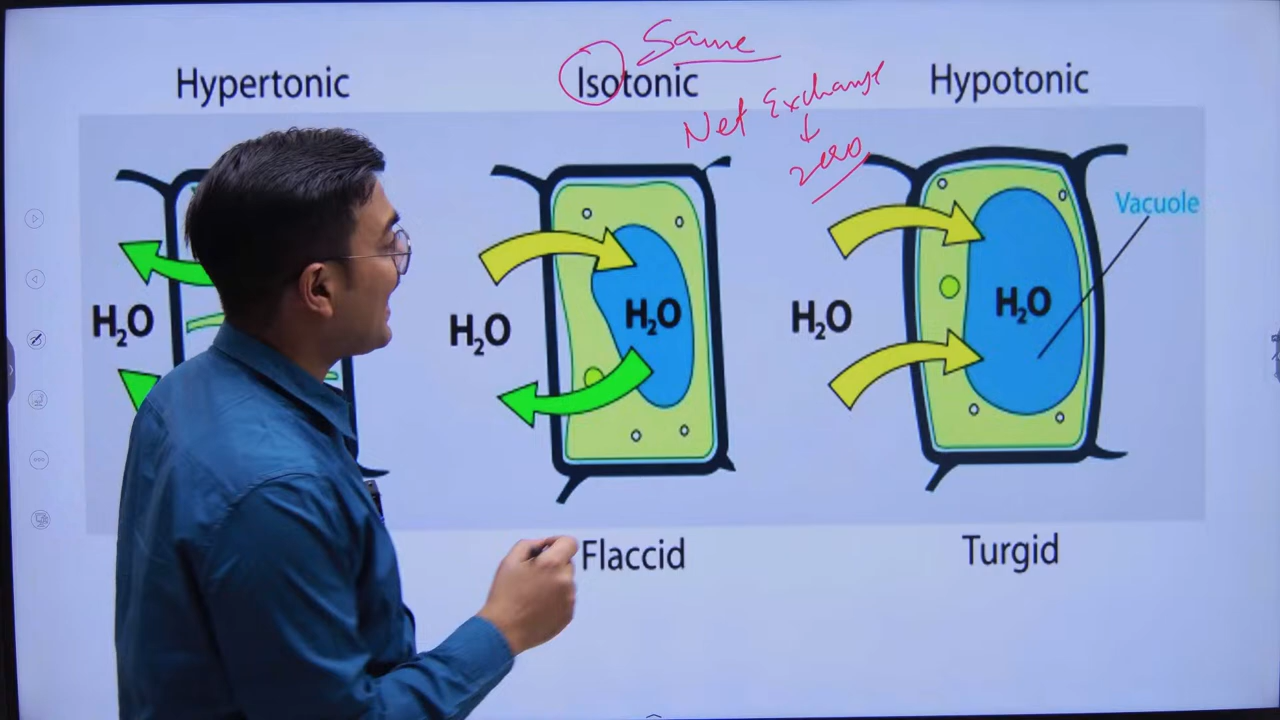 Same
Hypertonic
Isotonic
Hypotonic
Net Exchange
↓
zero
Vacuole
H₂O
H₂O
H₂O
H₂O
H₂O
Flaccid
Turgid